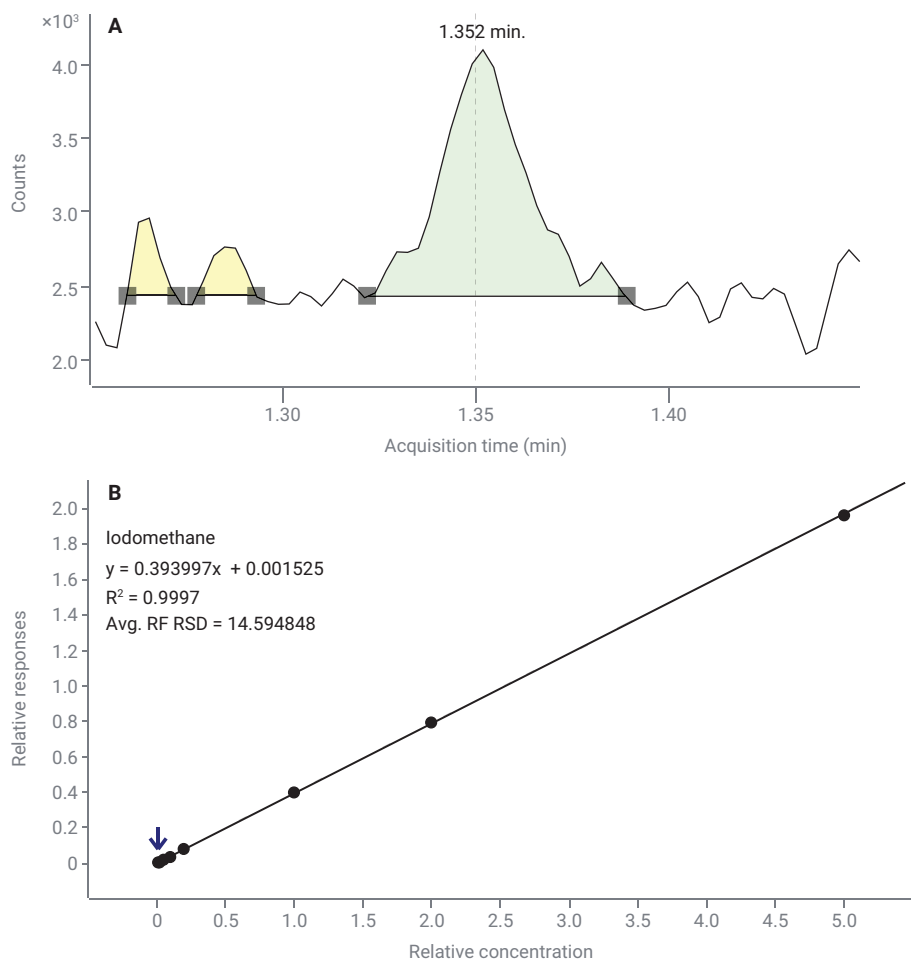 ×10³
A
1.352 min.
4.0
3.5
3.0
2.5
2.0
Counts
1.30 1.35 1.40
Acquisition time (min)
B
2.0
1.8
1.6
1.4
1.2
1.0
0.8
0.6
0.4
0.2
0
Relative responses
Iodomethane
y = 0.393997x + 0.001525
R² = 0.9997
Avg. RF RSD = 14.594848
0 0.5 1.0 1.5 2.0 2.5 3.0 3.5 4.0 4.5 5.0
Relative concentration